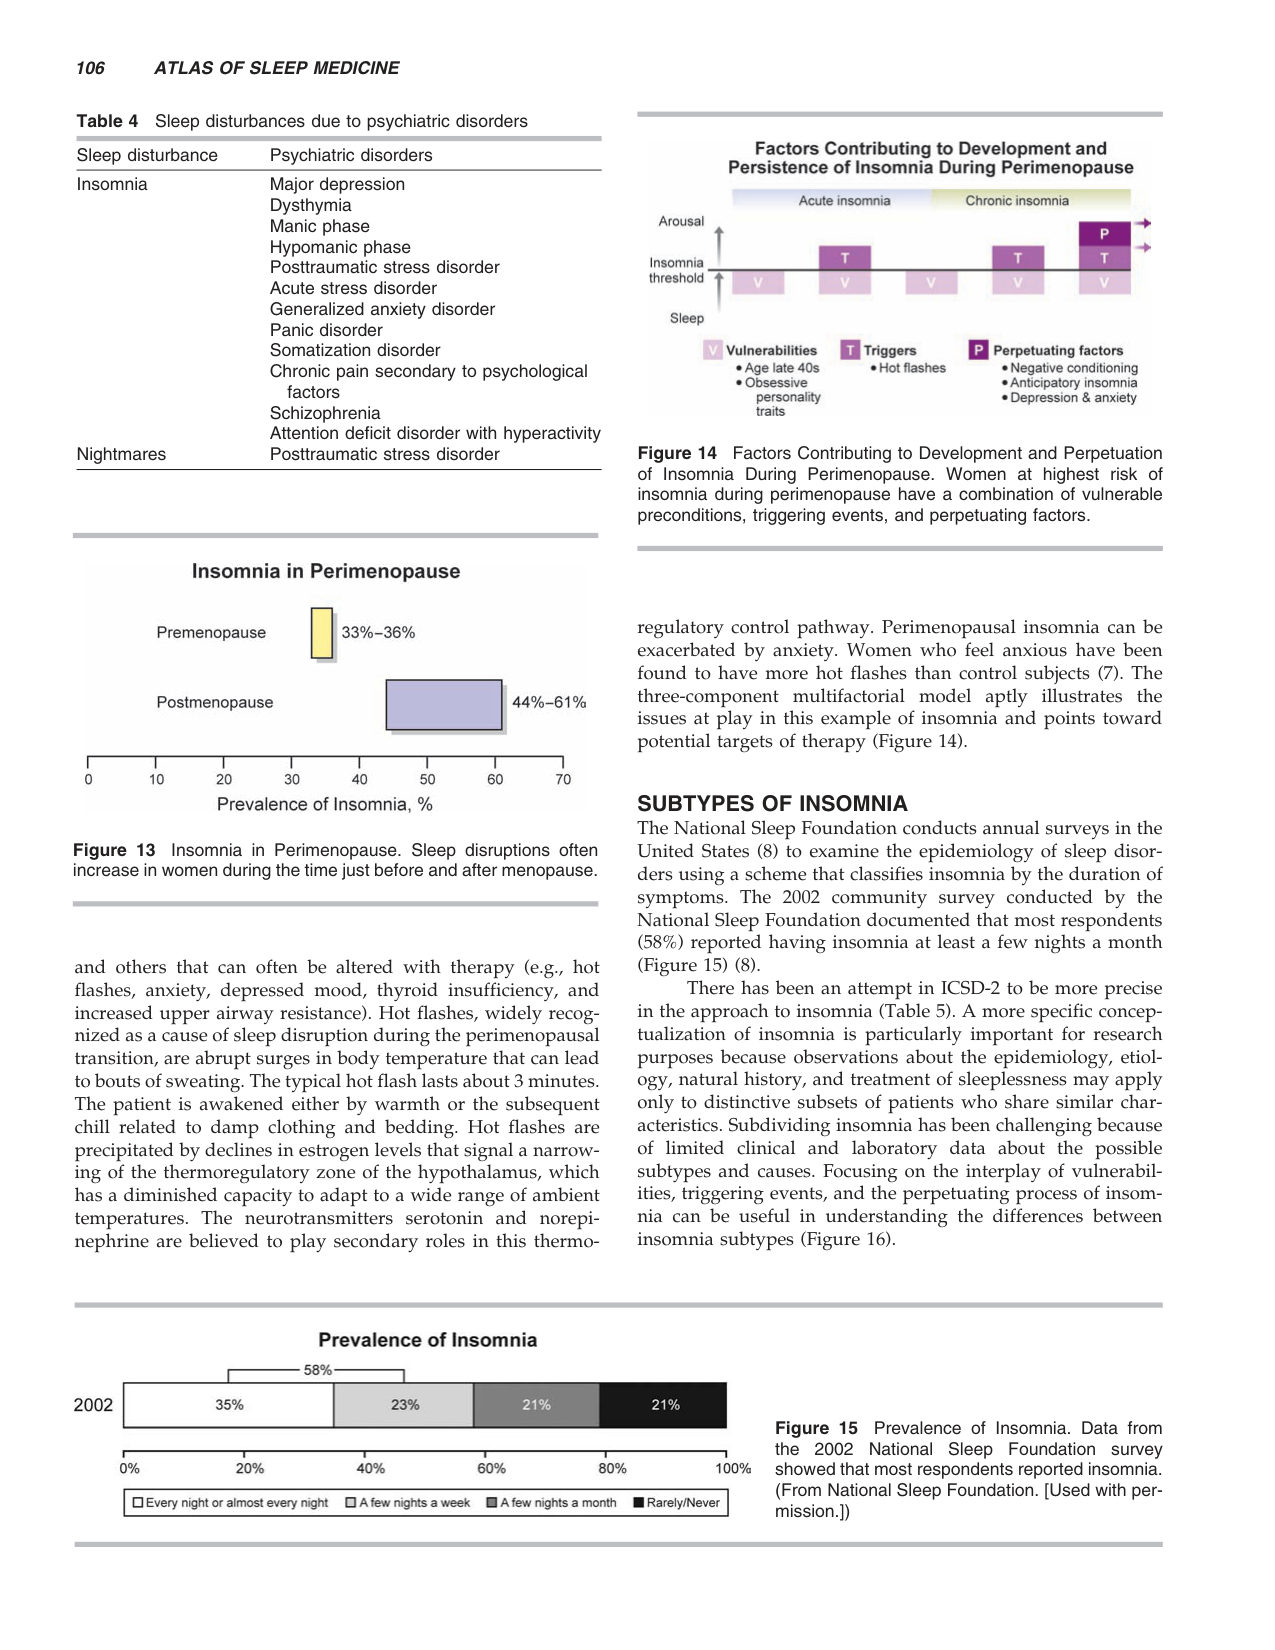 106 ATLAS OF SLEEP MEDICINE
Table 4 Sleep disturbances due to psychiatric disorders
Sleep disturbance Psychiatric disorders
Insomnia Major depression
Dysthymia
Manic phase
Hypomanic phase
Posttraumatic stress disorder
Acute stress disorder
Generalized anxiety disorder
Panic disorder
Somatization disorder
Chronic pain secondary to psychological
factors
Schizophrenia
Attention deficit disorder with hyperactivity
Nightmares Posttraumatic stress disorder
Insomnia in Perimenopause
Premenopause 33%–36%
Postmenopause 44%–61%
0 10 20 30 40 50 60 70
Prevalence of Insomnia, %
Figure 13 Insomnia in Perimenopause. Sleep disruptions often
increase in women during the time just before and after menopause.
and others that can often be altered with therapy (e.g., hot
flashes, anxiety, depressed mood, thyroid insufficiency, and
increased upper airway resistance). Hot flashes, widely recog-
nized as a cause of sleep disruption during the perimenopausal
transition, are abrupt surges in body temperature that can lead
to bouts of sweating. The typical hot flash lasts about 3 minutes.
The patient is awakened either by warmth or the subsequent
chill related to damp clothing and bedding. Hot flashes are
precipitated by declines in estrogen levels that signal a narrow-
ing of the thermoregulatory zone of the hypothalamus, which
has a diminished capacity to adapt to a wide range of ambient
temperatures. The neurotransmitters serotonin and norepi-
nephrine are believed to play secondary roles in this thermo-
Factors Contributing to Development and
Persistence of Insomnia During Perimenopause
Acute insomnia Chronic insomnia
Arousal
P
Insomnia
threshold
T T T
V V V V V
Sleep
V Vulnerabilities T Triggers P Perpetuating factors
• Age late 40s • Hot flashes • Negative conditioning
• Obsessive • Anticipatory insomnia
personality • Depression & anxiety
traits
Figure 14 Factors Contributing to Development and Perpetuation
of Insomnia During Perimenopause. Women at highest risk of
insomnia during perimenopause have a combination of vulnerable
preconditions, triggering events, and perpetuating factors.
regulatory control pathway. Perimenopausal insomnia can be
exacerbated by anxiety. Women who feel anxious have been
found to have more hot flashes than control subjects (7). The
three-component multifactorial model aptly illustrates the
issues at play in this example of insomnia and points toward
potential targets of therapy (Figure 14).
SUBTYPES OF INSOMNIA
The National Sleep Foundation conducts annual surveys in the
United States (8) to examine the epidemiology of sleep disor-
ders using a scheme that classifies insomnia by the duration of
symptoms. The 2002 community survey conducted by the
National Sleep Foundation documented that most respondents
(58%) reported having insomnia at least a few nights a month
(Figure 15) (8).
There has been an attempt in ICSD-2 to be more precise
in the approach to insomnia (Table 5). A more specific concep-
tualization of insomnia is particularly important for research
purposes because observations about the epidemiology, etiol-
ogy, natural history, and treatment of sleeplessness may apply
only to distinctive subsets of patients who share similar char-
acteristics. Subdividing insomnia has been challenging because
of limited clinical and laboratory data about the possible
subtypes and causes. Focusing on the interplay of vulnerabil-
ities, triggering events, and the perpetuating process of insom-
nia can be useful in understanding the differences between
insomnia subtypes (Figure 16).
Prevalence of Insomnia
58%
2002 35% 23% 21% 21%
0% 20% 40% 60% 80% 100%
Every night or almost every night A few nights a week A few nights a month Rarely/Never
Figure 15 Prevalence of Insomnia. Data from
the 2002 National Sleep Foundation survey
showed that most respondents reported insomnia.
(From National Sleep Foundation. [Used with per-
mission.])